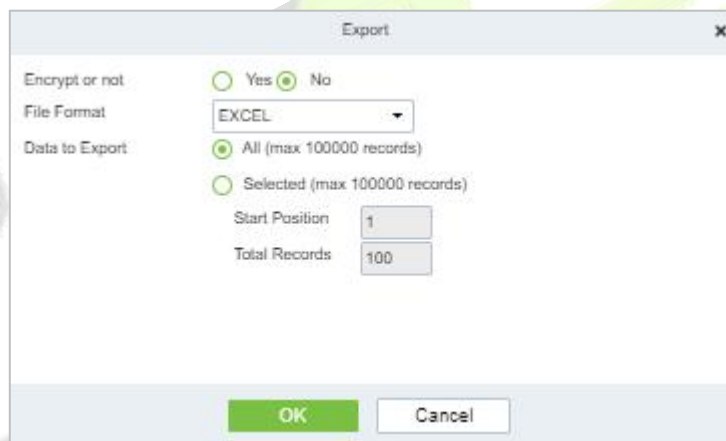 Export
Encrypt or not Yes No
File Format EXCEL
Data to Export All (max 100000 records)
Selected (max 100000 records)
Start Position 1
Total Records 100
OK Cancel